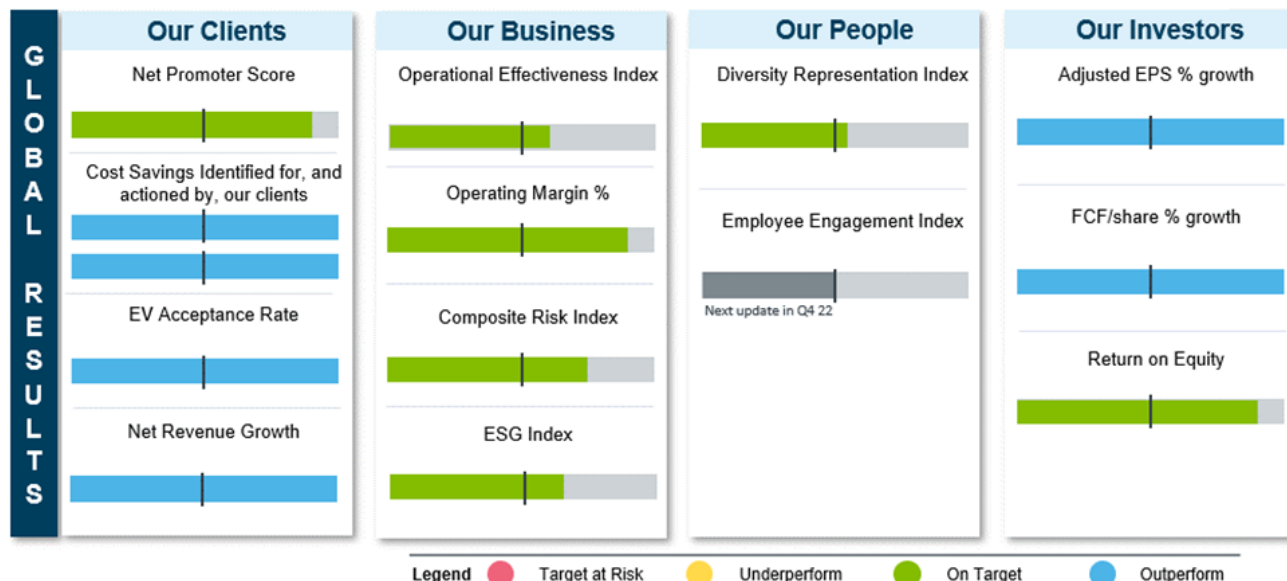 GLOBAL RESULTS
Our Clients
Net Promoter Score
Cost Savings Identified for, and
actioned by, our clients
EV Acceptance Rate
Net Revenue Growth
Our Business
Operational Effectiveness Index
Operating Margin %
Composite Risk Index
ESG Index
Our People
Diversity Representation Index
Employee Engagement Index
Next update in Q4 22
Our Investors
Adjusted EPS % growth
FCF/share % growth
Return on Equity
Legend Target at Risk Underperform On Target Outperform